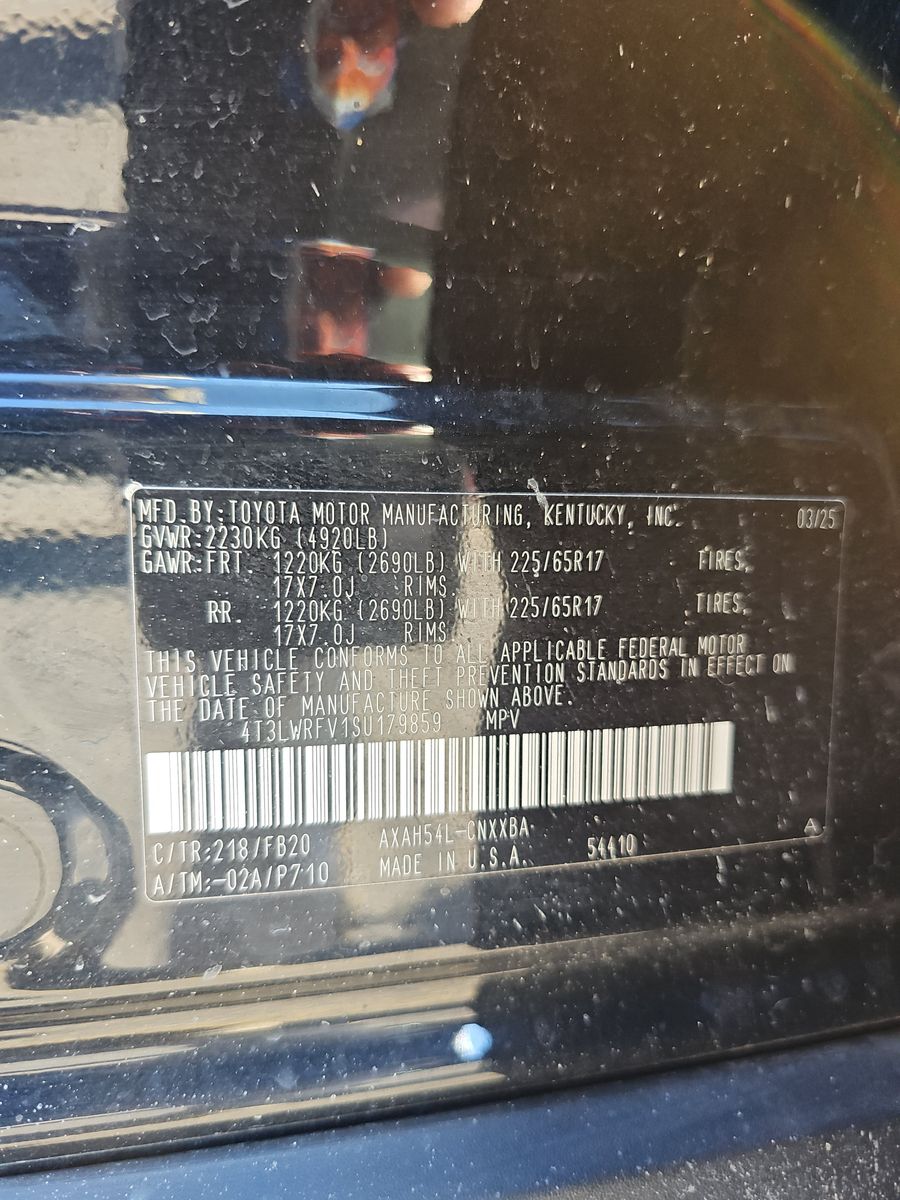 MFD.BY:TOYOTA MOTOR MANUFACTURING, KENTUCKY, INC. 03/25
GVWR:2230KG (4920LB)
GAWR:FRT. 1220KG (2690LB) WITH 225/65R17 TIRES,
17X7.0J RIMS
RR. 1220KG (2690LB) WITH 225/65R17 TIRES,
17X7.0J RIMS
THIS VEHICLE CONFORMS TO ALL APPLICABLE FEDERAL MOTOR
VEHICLE SAFETY AND THEFT PREVENTION STANDARDS IN EFFECT ON
THE DATE OF MANUFACTURE SHOWN ABOVE.
4T3LWRFV1SU179859 MPV
C/TR:218/FB20 AXAH54L-CNXXBA A
A/TM:-02A/P710 MADE IN U.S.A. 54410